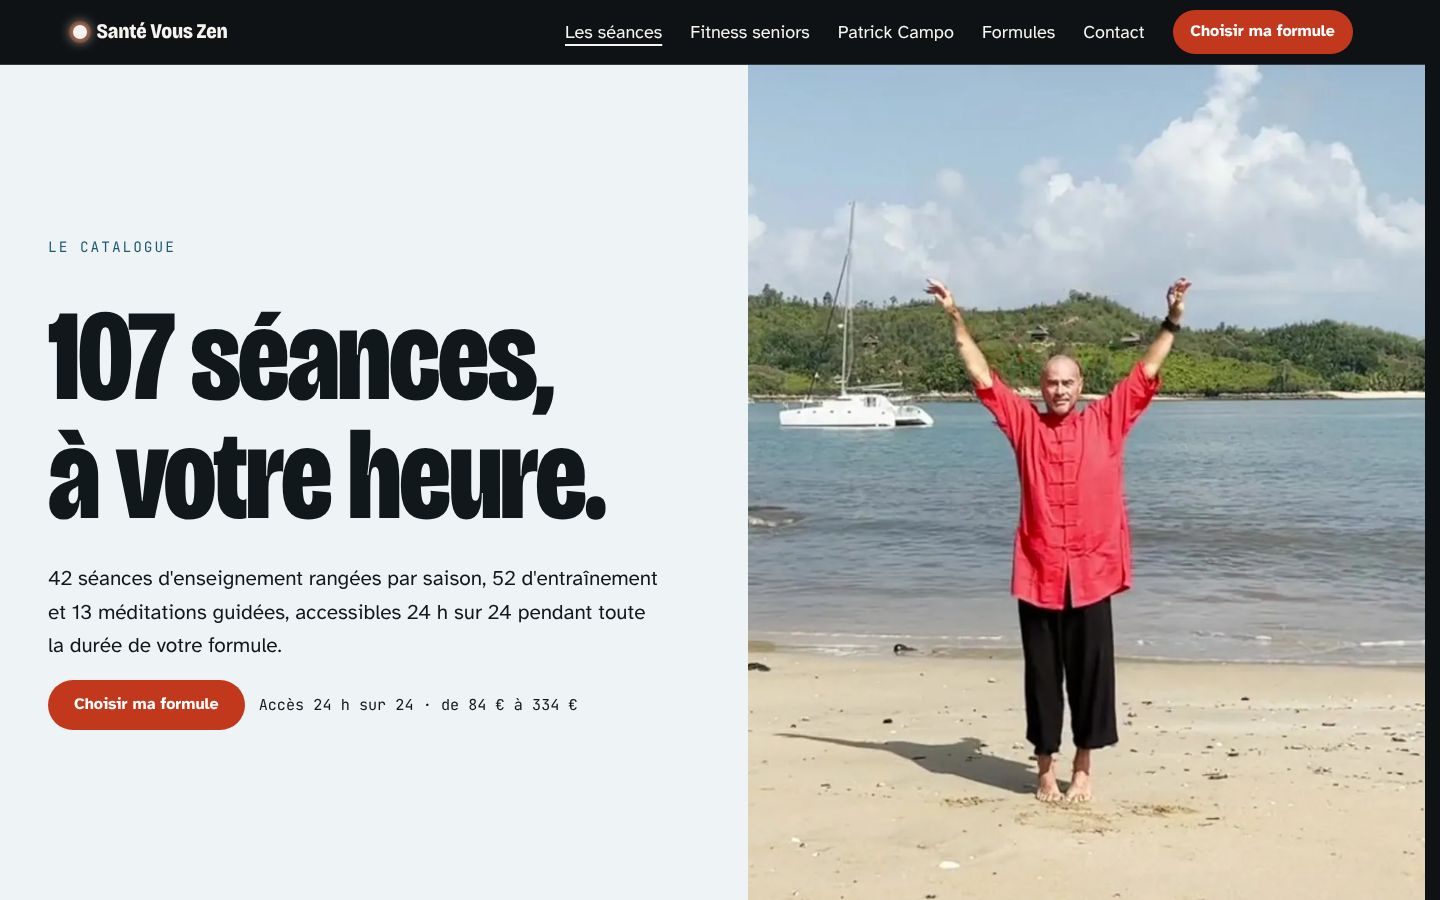 Santé Vous Zen
Les séances
Fitness seniors
Patrick Campo
Formules
Contact
Choisir ma formule
LE CATALOGUE
107 séances,
à votre heure.
42 séances d'enseignement rangées par saison, 52 d'entraînement
et 13 méditations guidées, accessibles 24 h sur 24 pendant toute
la durée de votre formule.
Choisir ma formule
Accès 24 h sur 24 · de 84 € à 334 €